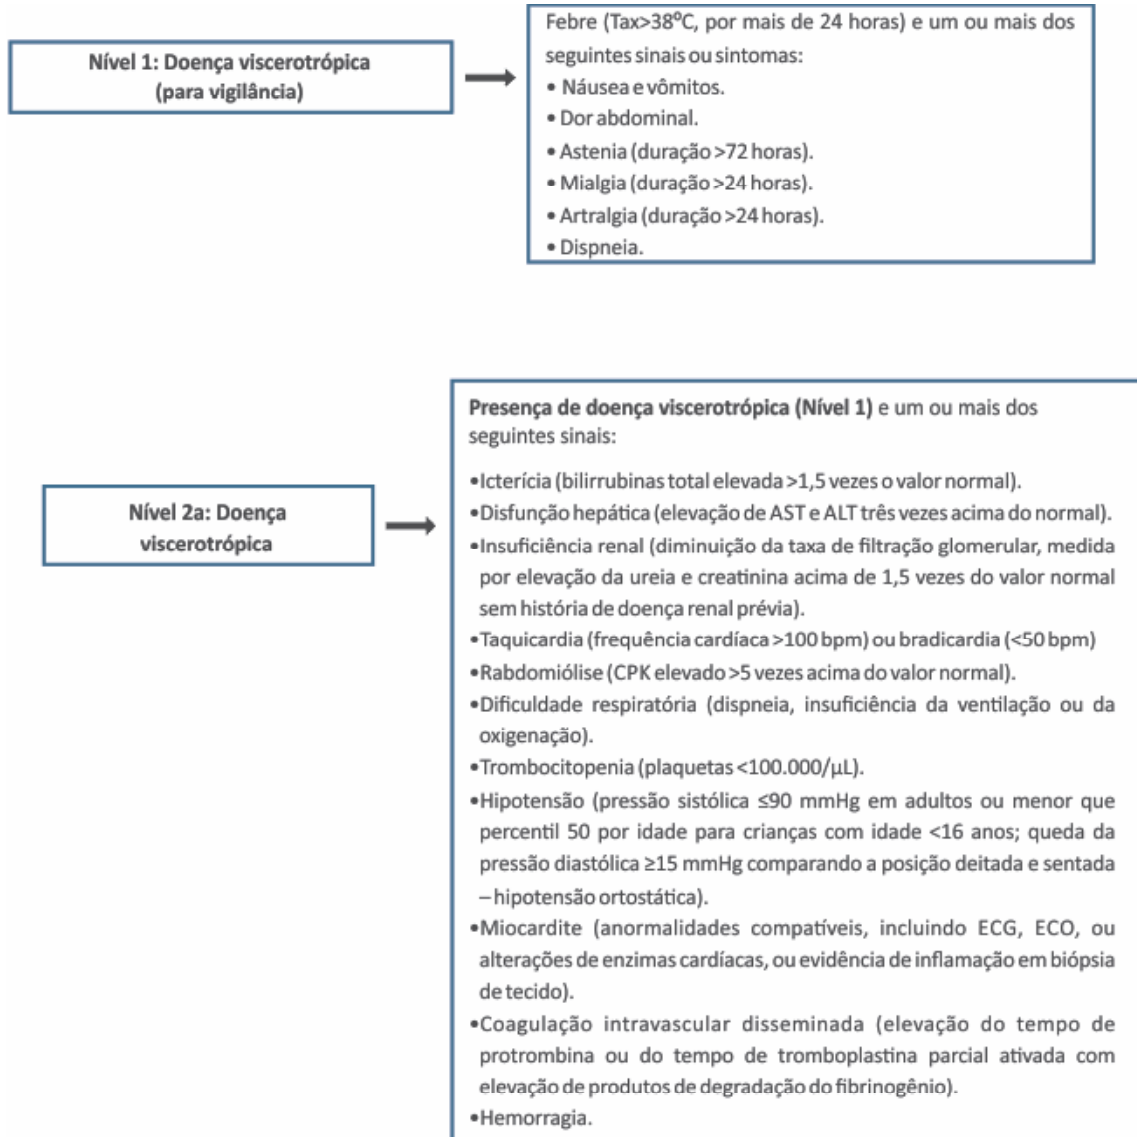 Nível 1: Doença viscerotrópica
(para vigilância)
Febre (Tax>38ºC, por mais de 24 horas) e um ou mais dos
seguintes sinais ou sintomas:
• Náusea e vômitos.
• Dor abdominal.
• Astenia (duração >72 horas).
• Mialgia (duração >24 horas).
• Artralgia (duração >24 horas).
• Dispneia.
Nível 2a: Doença
viscerotrópica
Presença de doença viscerotrópica (Nível 1) e um ou mais dos
seguintes sinais:
•Icterícia (bilirrubinas total elevada >1,5 vezes o valor normal).
•Disfunção hepática (elevação de AST e ALT três vezes acima do normal).
•Insuficiência renal (diminuição da taxa de filtração glomerular, medida
por elevação da ureia e creatinina acima de 1,5 vezes do valor normal
sem história de doença renal prévia).
•Taquicardia (frequência cardíaca >100 bpm) ou bradicardia (<50 bpm)
•Rabdomiólise (CPK elevado >5 vezes acima do valor normal).
•Dificuldade respiratória (dispneia, insuficiência da ventilação ou da
oxigenação).
•Trombocitopenia (plaquetas <100.000/µL).
•Hipotensão (pressão sistólica ≤90 mmHg em adultos ou menor que
percentil 50 por idade para crianças com idade <16 anos; queda da
pressão diastólica ≥15 mmHg comparando a posição deitada e sentada
– hipotensão ortostática).
•Miocardite (anormalidades compatíveis, incluindo ECG, ECO, ou
alterações de enzimas cardíacas, ou evidência de inflamação em biópsia
de tecido).
•Coagulação intravascular disseminada (elevação do tempo de
protrombina ou do tempo de tromboplastina parcial ativada com
elevação de produtos de degradação do fibrinogênio).
•Hemorragia.